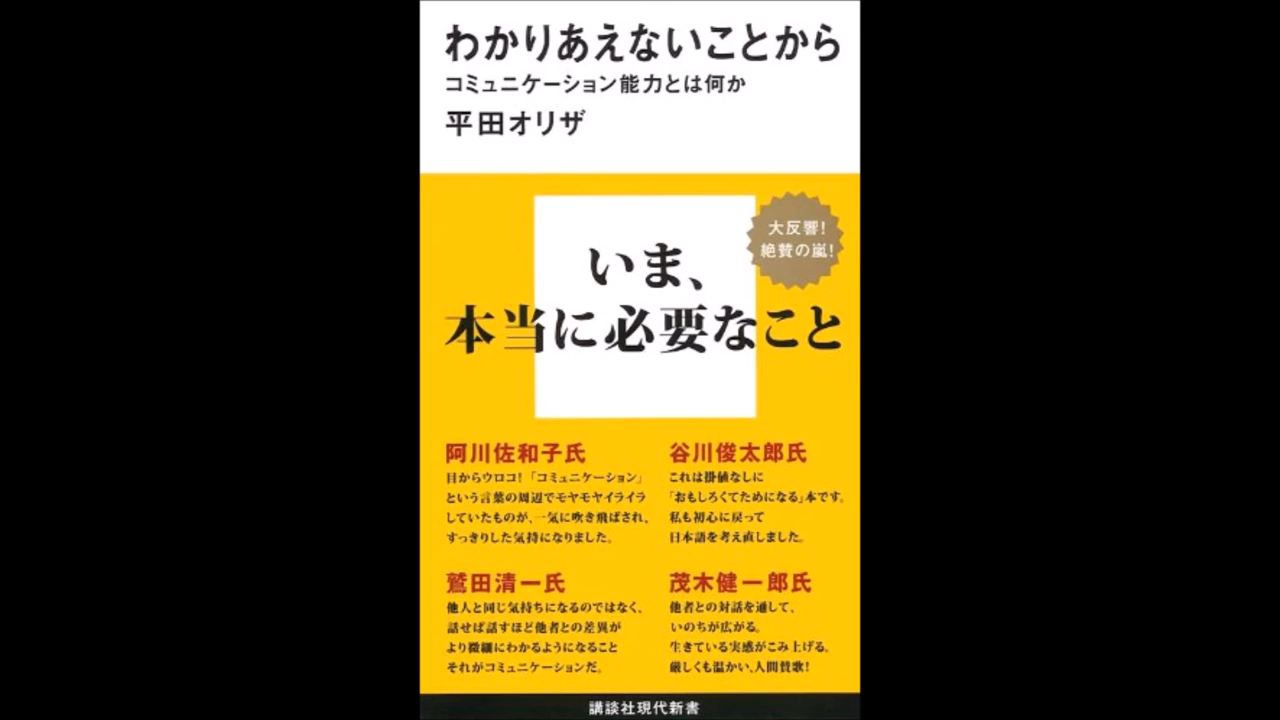 わかりあえないことから
コミュニケーション能力とは何か
平田オリザ
大反響!
絶賛の嵐!
いま、
本当に必要なこと
阿川佐和子氏
目からウロコ!「コミュニケーション」
という言葉の周辺でモヤモヤイライラ
していたものが、一気に吹き飛ばされ、
すっきりした気持になりました。
谷川俊太郎氏
これは掛値なしに
「おもしろくてためになる」本です。
私も初心に戻って
日本語を考え直しました。
鷲田清一氏
他人と同じ気持ちになるのではなく、
話せば話すほど他者との差異が
より微細にわかるようになること
それがコミュニケーションだ。
茂木健一郎氏
他者との対話を通して、
いのちが広がる。
生きている実感がこみ上げる。
厳しくも温かい、人間賛歌!
講談社現代新書